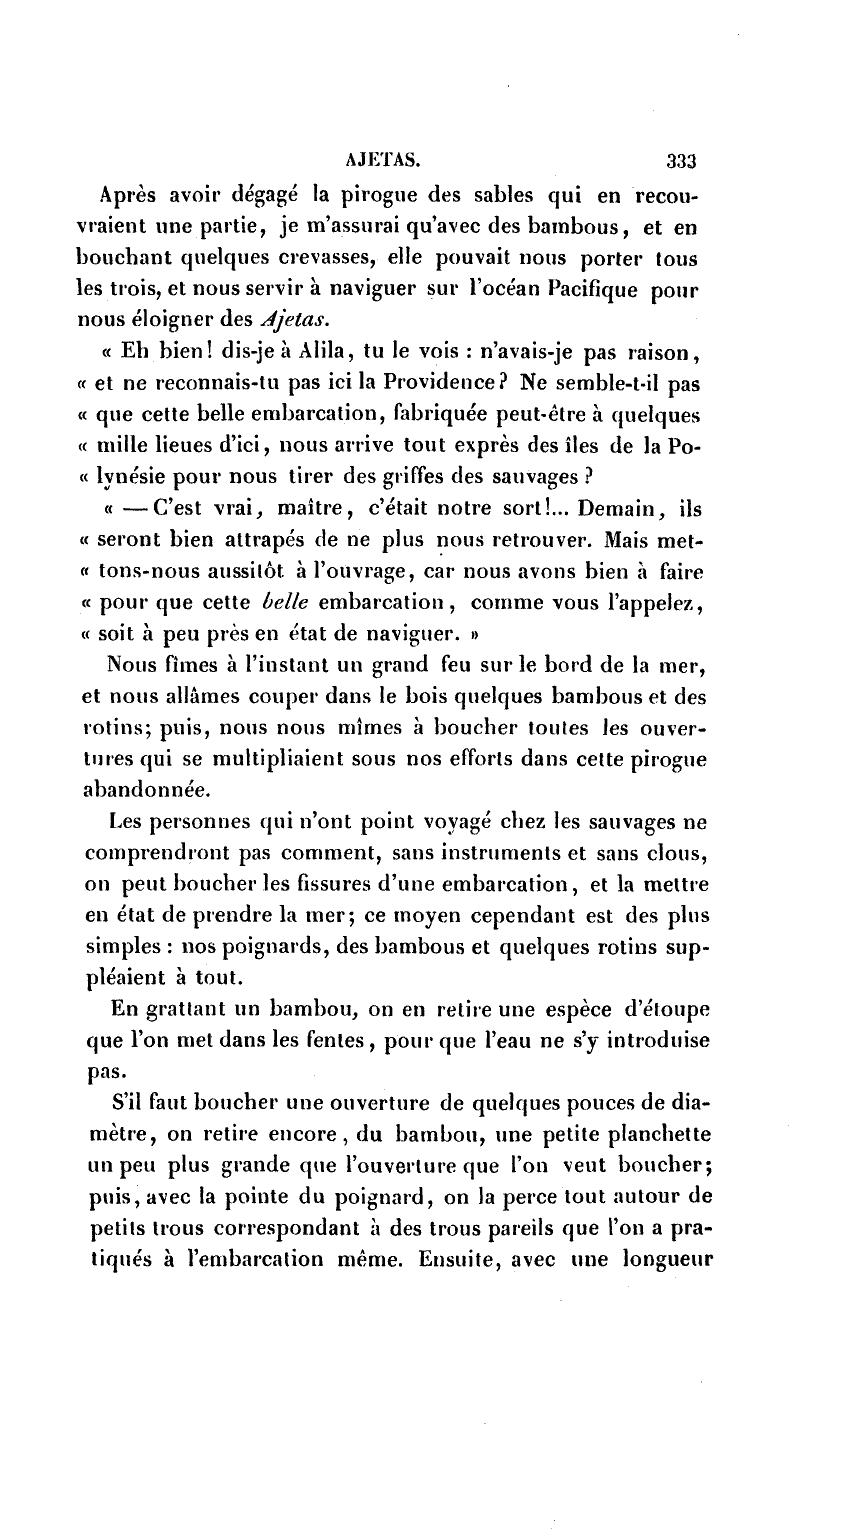 AJETAS. 333
Après avoir dégagé la pirogue des sables qui en recou-
vraient une partie, je m'assurai qu'avec des bambous, et en
bouchant quelques crevasses, elle pouvait nous porter tous
les trois, et nous servir à naviguer sur l'océan Pacifique pour
nous éloigner des Ajetas.
« Eh bien! dis-je à Alila, tu le vois : n'avais-je pas raison,
« et ne reconnais-tu pas ici la Providence? Ne semble-t-il pas
« que cette belle embarcation, fabriquée peut-être à quelques
« mille lieues d'ici, nous arrive tout exprès des îles de la Po-
« lynésie pour nous tirer des griffes des sauvages ?
« — C'est vrai, maître, c'était notre sort!... Demain, ils
« seront bien attrapés de ne plus nous retrouver. Mais met-
« tons-nous aussitôt à l'ouvrage, car nous avons bien à faire
« pour que cette belle embarcation, comme vous l'appelez,
« soit à peu près en état de naviguer. »
Nous fîmes à l'instant un grand feu sur le bord de la mer,
et nous allâmes couper dans le bois quelques bambous et des
rotins; puis, nous nous mîmes à boucher toutes les ouver-
tures qui se multipliaient sous nos efforts dans cette pirogue
abandonnée.
Les personnes qui n'ont point voyagé chez les sauvages ne
comprendront pas comment, sans instruments et sans clous,
on peut boucher les fissures d'une embarcation, et la mettre
en état de prendre la mer; ce moyen cependant est des plus
simples : nos poignards, des bambous et quelques rotins sup-
pléaient à tout.
En grattant un bambou, on en retire une espèce d'étoupe
que l'on met dans les fentes, pour que l'eau ne s'y introduise
pas.
S'il faut boucher une ouverture de quelques pouces de dia-
mètre, on retire encore, du bambou, une petite planchette
un peu plus grande que l'ouverture que l'on veut boucher;
puis, avec la pointe du poignard, on la perce tout autour de
petits trous correspondant à des trous pareils que l'on a pra-
tiqués à l'embarcation même. Ensuite, avec une longueur